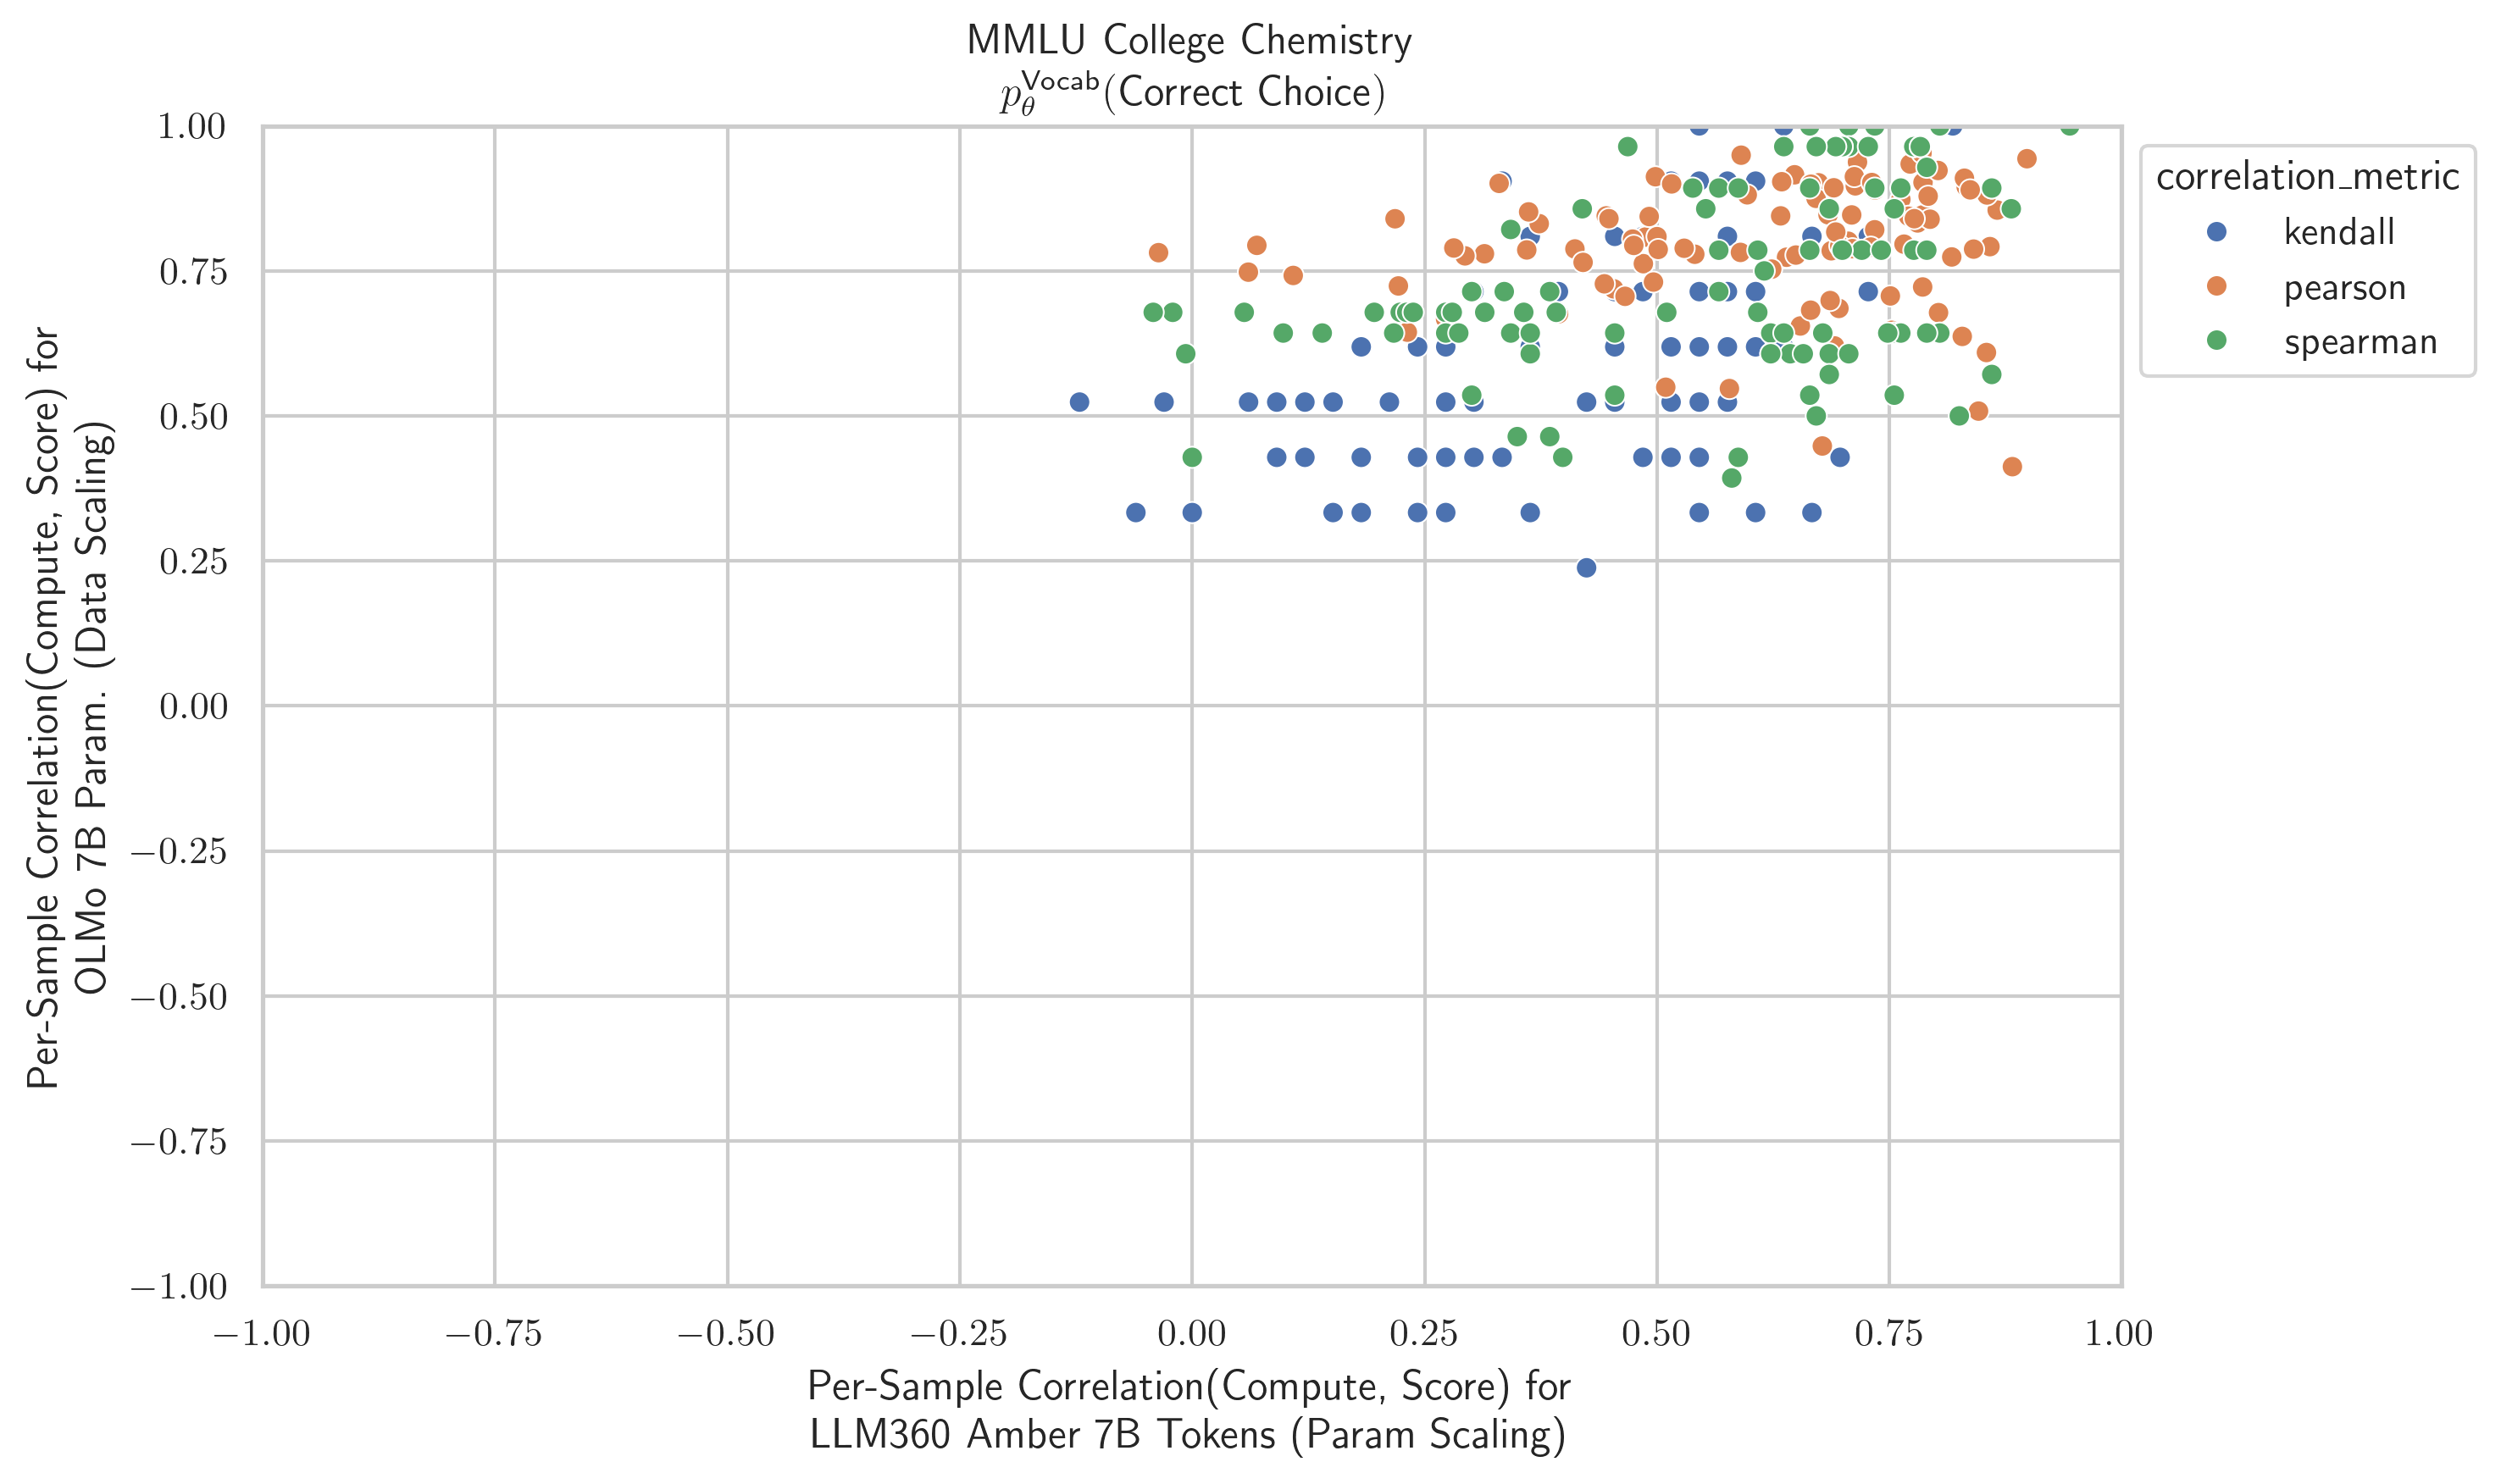 MMLU College Chemistry
p_θ^Vocab(Correct Choice)
1.00
0.75
0.50
0.25
0.00
−0.25
−0.50
−0.75
−1.00
Per-Sample Correlation(Compute, Score) for
OLMo 7B Param. (Data Scaling)
−1.00 −0.75 −0.50 −0.25 0.00 0.25 0.50 0.75 1.00
Per-Sample Correlation(Compute, Score) for
LLM360 Amber 7B Tokens (Param Scaling)
correlation_metric
kendall
pearson
spearman